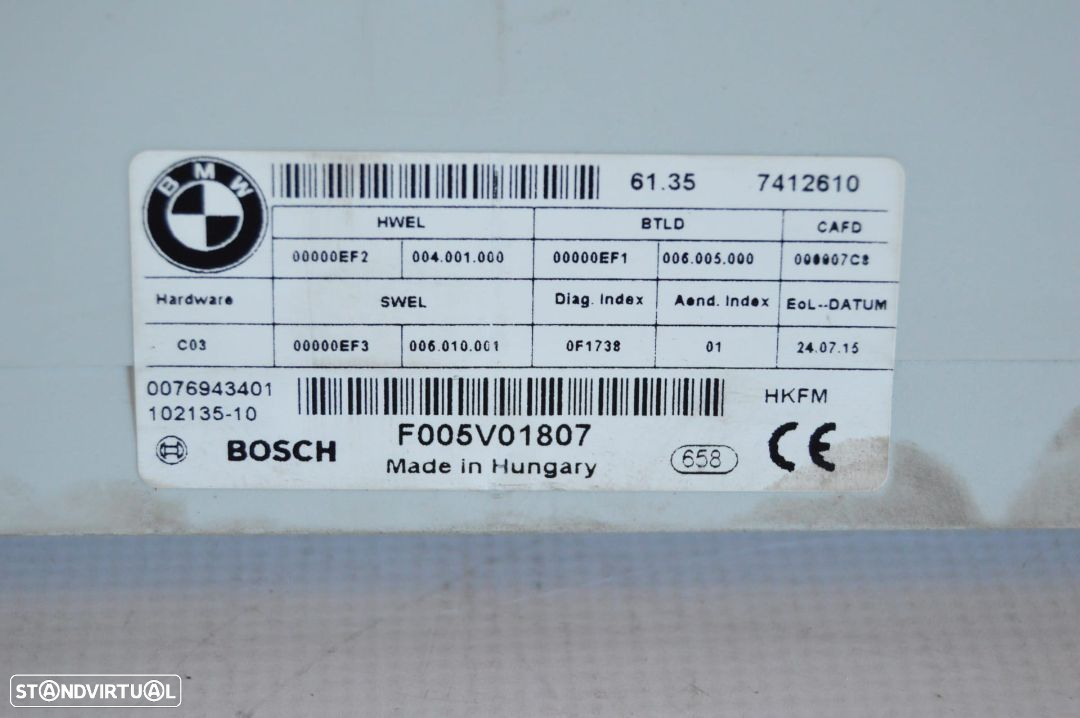 BMW
61.35 7412610
HWEL BTLD CAFD
00000EF2 004.001.000 00000EF1 006.005.000 000007C8
Hardware SWEL Diag. Index Aend. Index EoL--DATUM
C03 00000EF3 006.010.001 0F1738 01 24.07.15
0076943401 HKFM
102135-10
BOSCH F005V01807 658 CE
Made in Hungary
STANDVIRTUAL